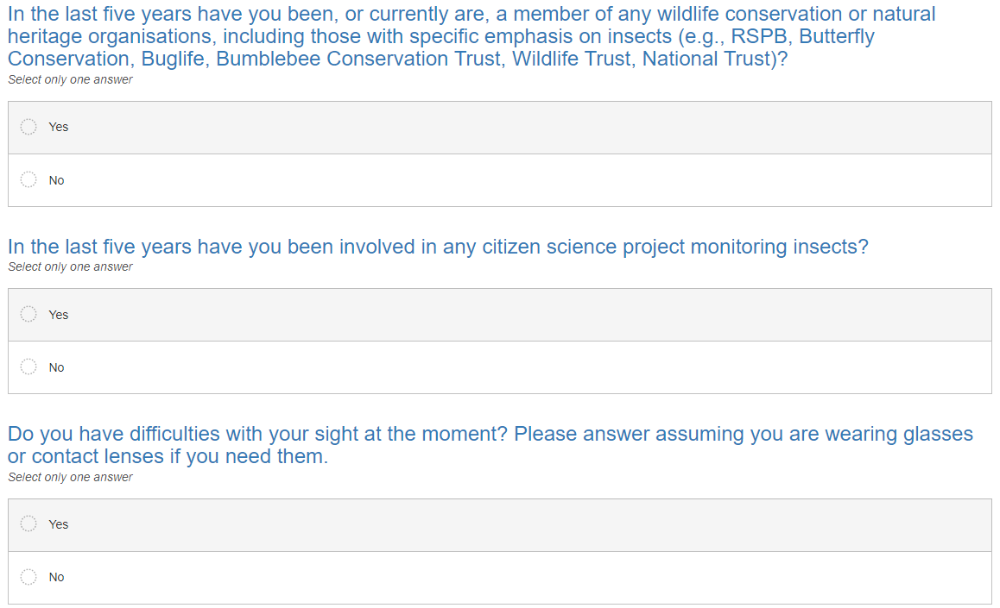 In the last five years have you been, or currently are, a member of any wildlife conservation or natural
heritage organisations, including those with specific emphasis on insects (e.g., RSPB, Butterfly
Conservation, Buglife, Bumblebee Conservation Trust, Wildlife Trust, National Trust)?
Select only one answer
Yes
No
In the last five years have you been involved in any citizen science project monitoring insects?
Select only one answer
Yes
No
Do you have difficulties with your sight at the moment? Please answer assuming you are wearing glasses
or contact lenses if you need them.
Select only one answer
Yes
No